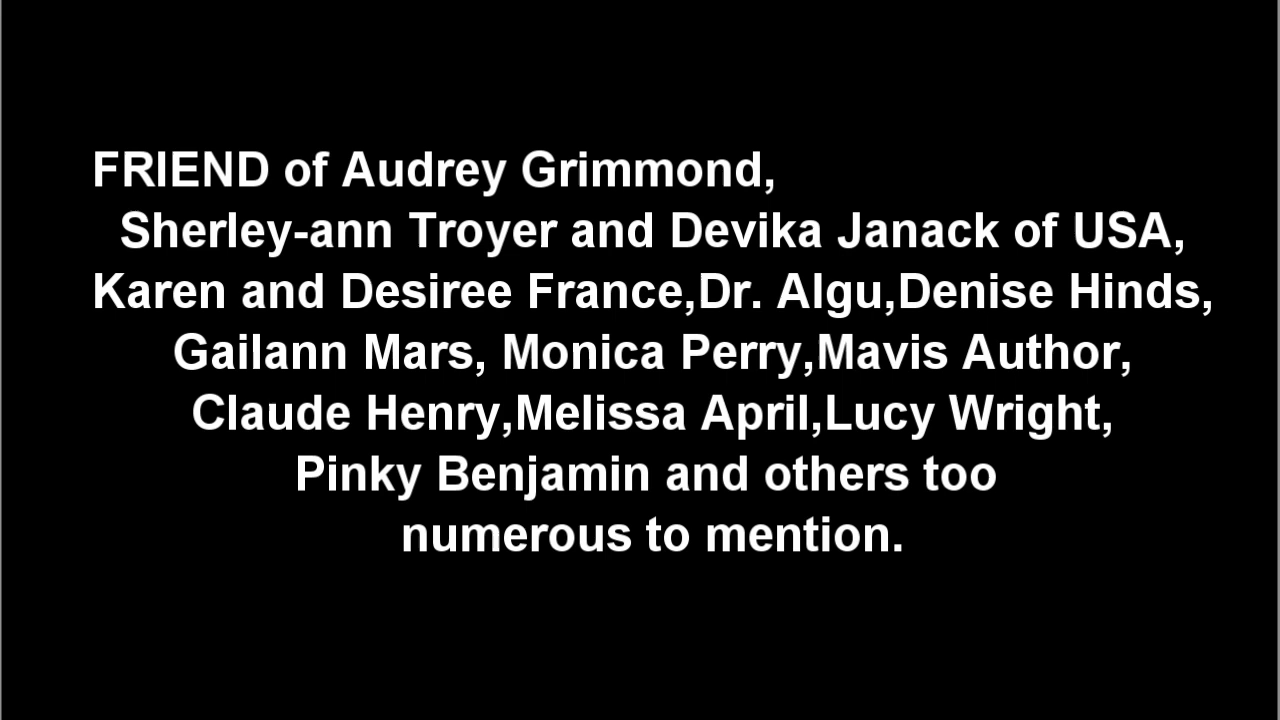 FRIEND of Audrey Grimmond,
Sherley-ann Troyer and Devika Janack of USA,
Karen and Desiree France,Dr. Algu,Denise Hinds,
Gailann Mars, Monica Perry,Mavis Author,
Claude Henry,Melissa April,Lucy Wright,
Pinky Benjamin and others too
numerous to mention.